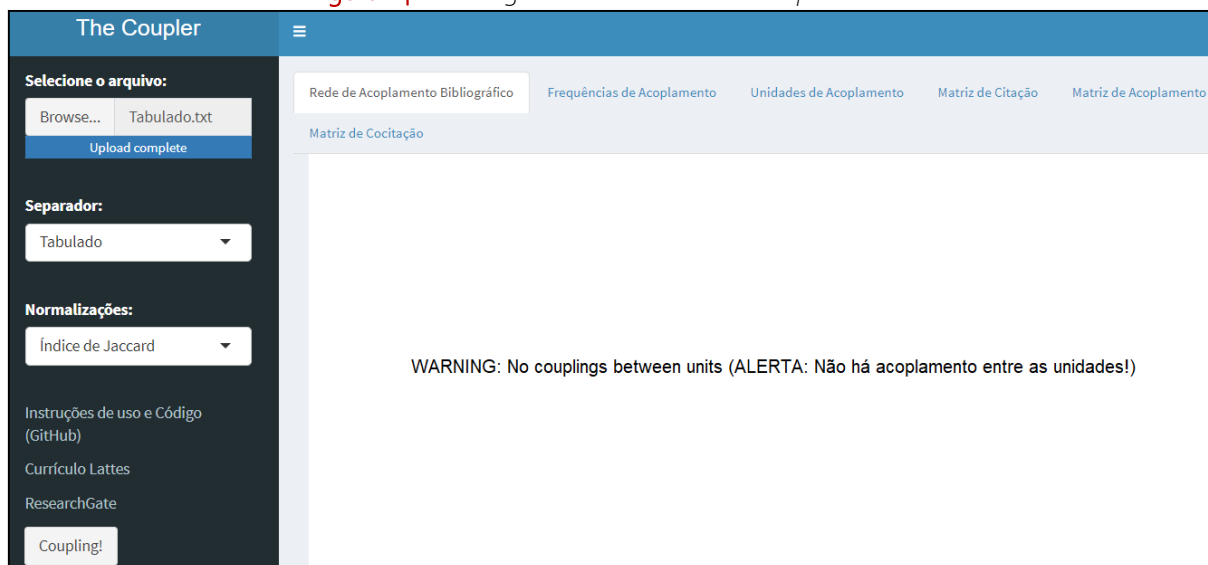 The Coupler
Selecione o arquivo:
Browse... Tabulado.txt
Upload complete
Separador:
Tabulado
Normalizações:
Índice de Jaccard
Instruções de uso e Código
(GitHub)
Currículo Lattes
ResearchGate
Coupling!
Rede de Acoplamento Bibliográfico Frequências de Acoplamento Unidades de Acoplamento Matriz de Citação Matriz de Acoplamento
Matriz de Cocitação
WARNING: No couplings between units (ALERTA: Não há acoplamento entre as unidades!)